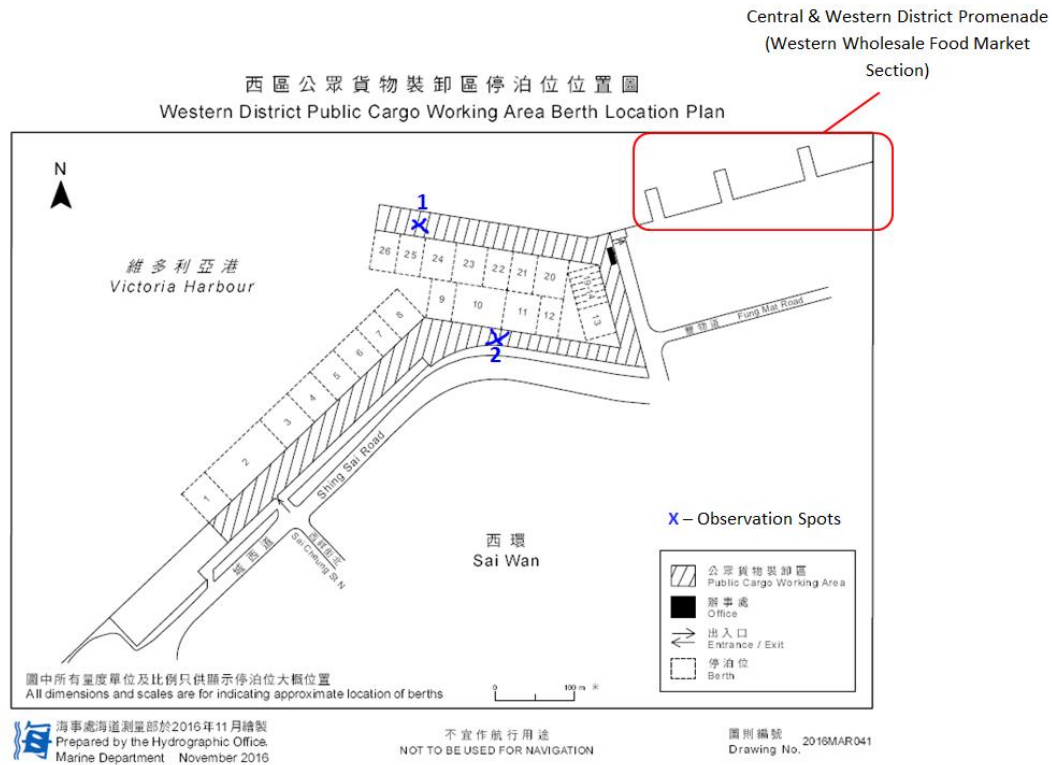 Central & Western District Promenade
(Western Wholesale Food Market
Section)
西區公眾貨物裝卸區停泊位位置圖
Western District Public Cargo Working Area Berth Location Plan
N
1
維多利亞港
Victoria Harbour
26
25
24
23
22
21
20
9
10
11
12
13
8
7
6
5
4
3
2
1
2
豐物道 Fung Mat Road
Shing Sai Road
城西道
西祥街北
Sai Cheung St N
X – Observation Spots
西環
Sai Wan
公眾貨物裝卸區
Public Cargo Working Area
辦事處
Office
出入口
Entrance / Exit
停泊位
Berth
圖中所有量度單位及比例只供顯示停泊位大概位置
All dimensions and scales are for indicating approximate location of berths
0 100 m 米
海事處海道測量部於2016年11月繪製
Prepared by the Hydrographic Office,
Marine Department November 2016
不宜作航行用途
NOT TO BE USED FOR NAVIGATION
圖則編號
Drawing No. 2016MAR041